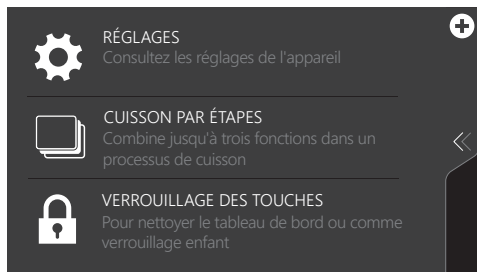 RÉGLAGES
Consultez les réglages de l'appareil
CUISSON PAR ÉTAPES
Combine jusqu'à trois fonctions dans un
processus de cuisson
VERROUILLAGE DES TOUCHES
Pour nettoyer le tableau de bord ou comme
verrouillage enfant